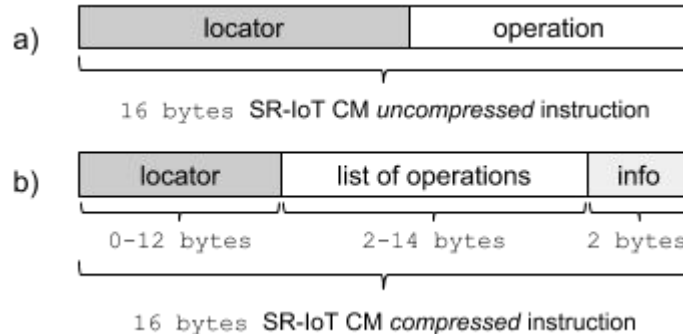 a) locator operation
16 bytes SR-IoT CM uncompressed instruction
b) locator list of operations info
0-12 bytes 2-14 bytes 2 bytes
16 bytes SR-IoT CM compressed instruction